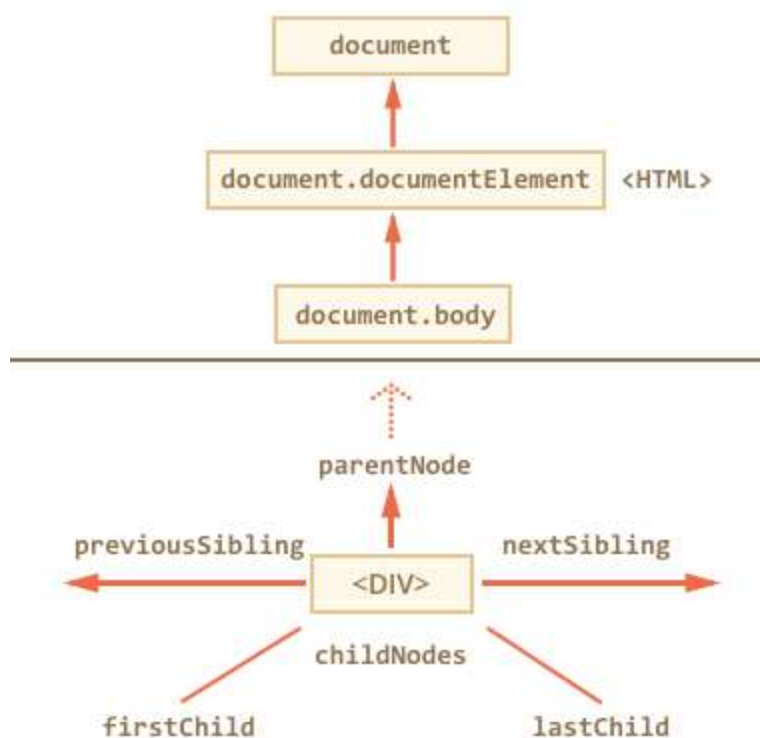 document
document.documentElement <HTML>
document.body
parentNode
previousSibling nextSibling
<DIV>
childNodes
firstChild lastChild